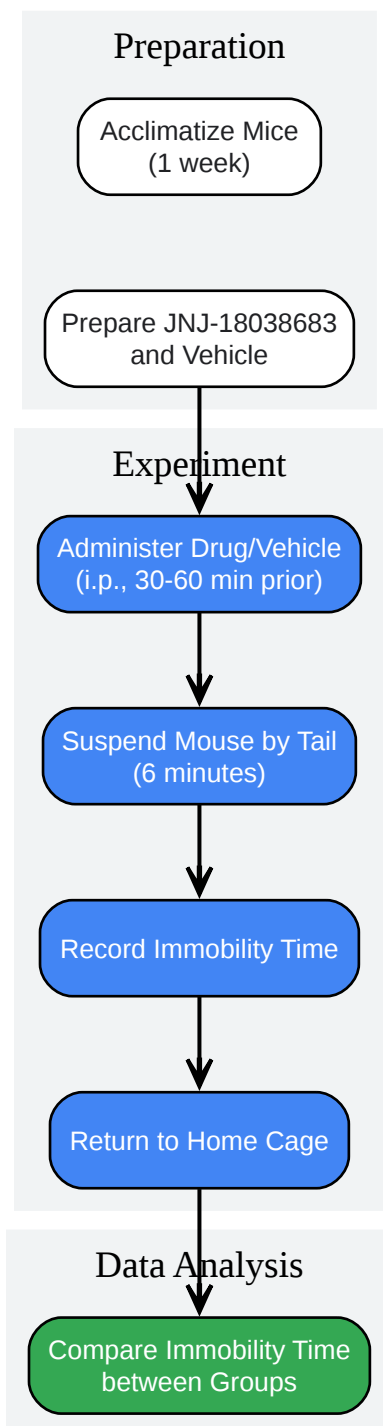 Preparation
Acclimatize Mice
(1 week)
Prepare JNJ-18038683
and Vehicle
Experiment
Administer Drug/Vehicle
(i.p., 30-60 min prior)
Suspend Mouse by Tail
(6 minutes)
Record Immobility Time
Return to Home Cage
Data Analysis
Compare Immobility Time
between Groups